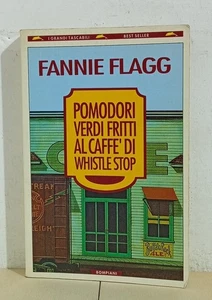 I GRANDI TASCABILI
BEST SELLER
FANNIE FLAGG
POMODORI
VERDI FRITTI
AL CAFFE' DI
WHISTLE STOP
BOMPIANI